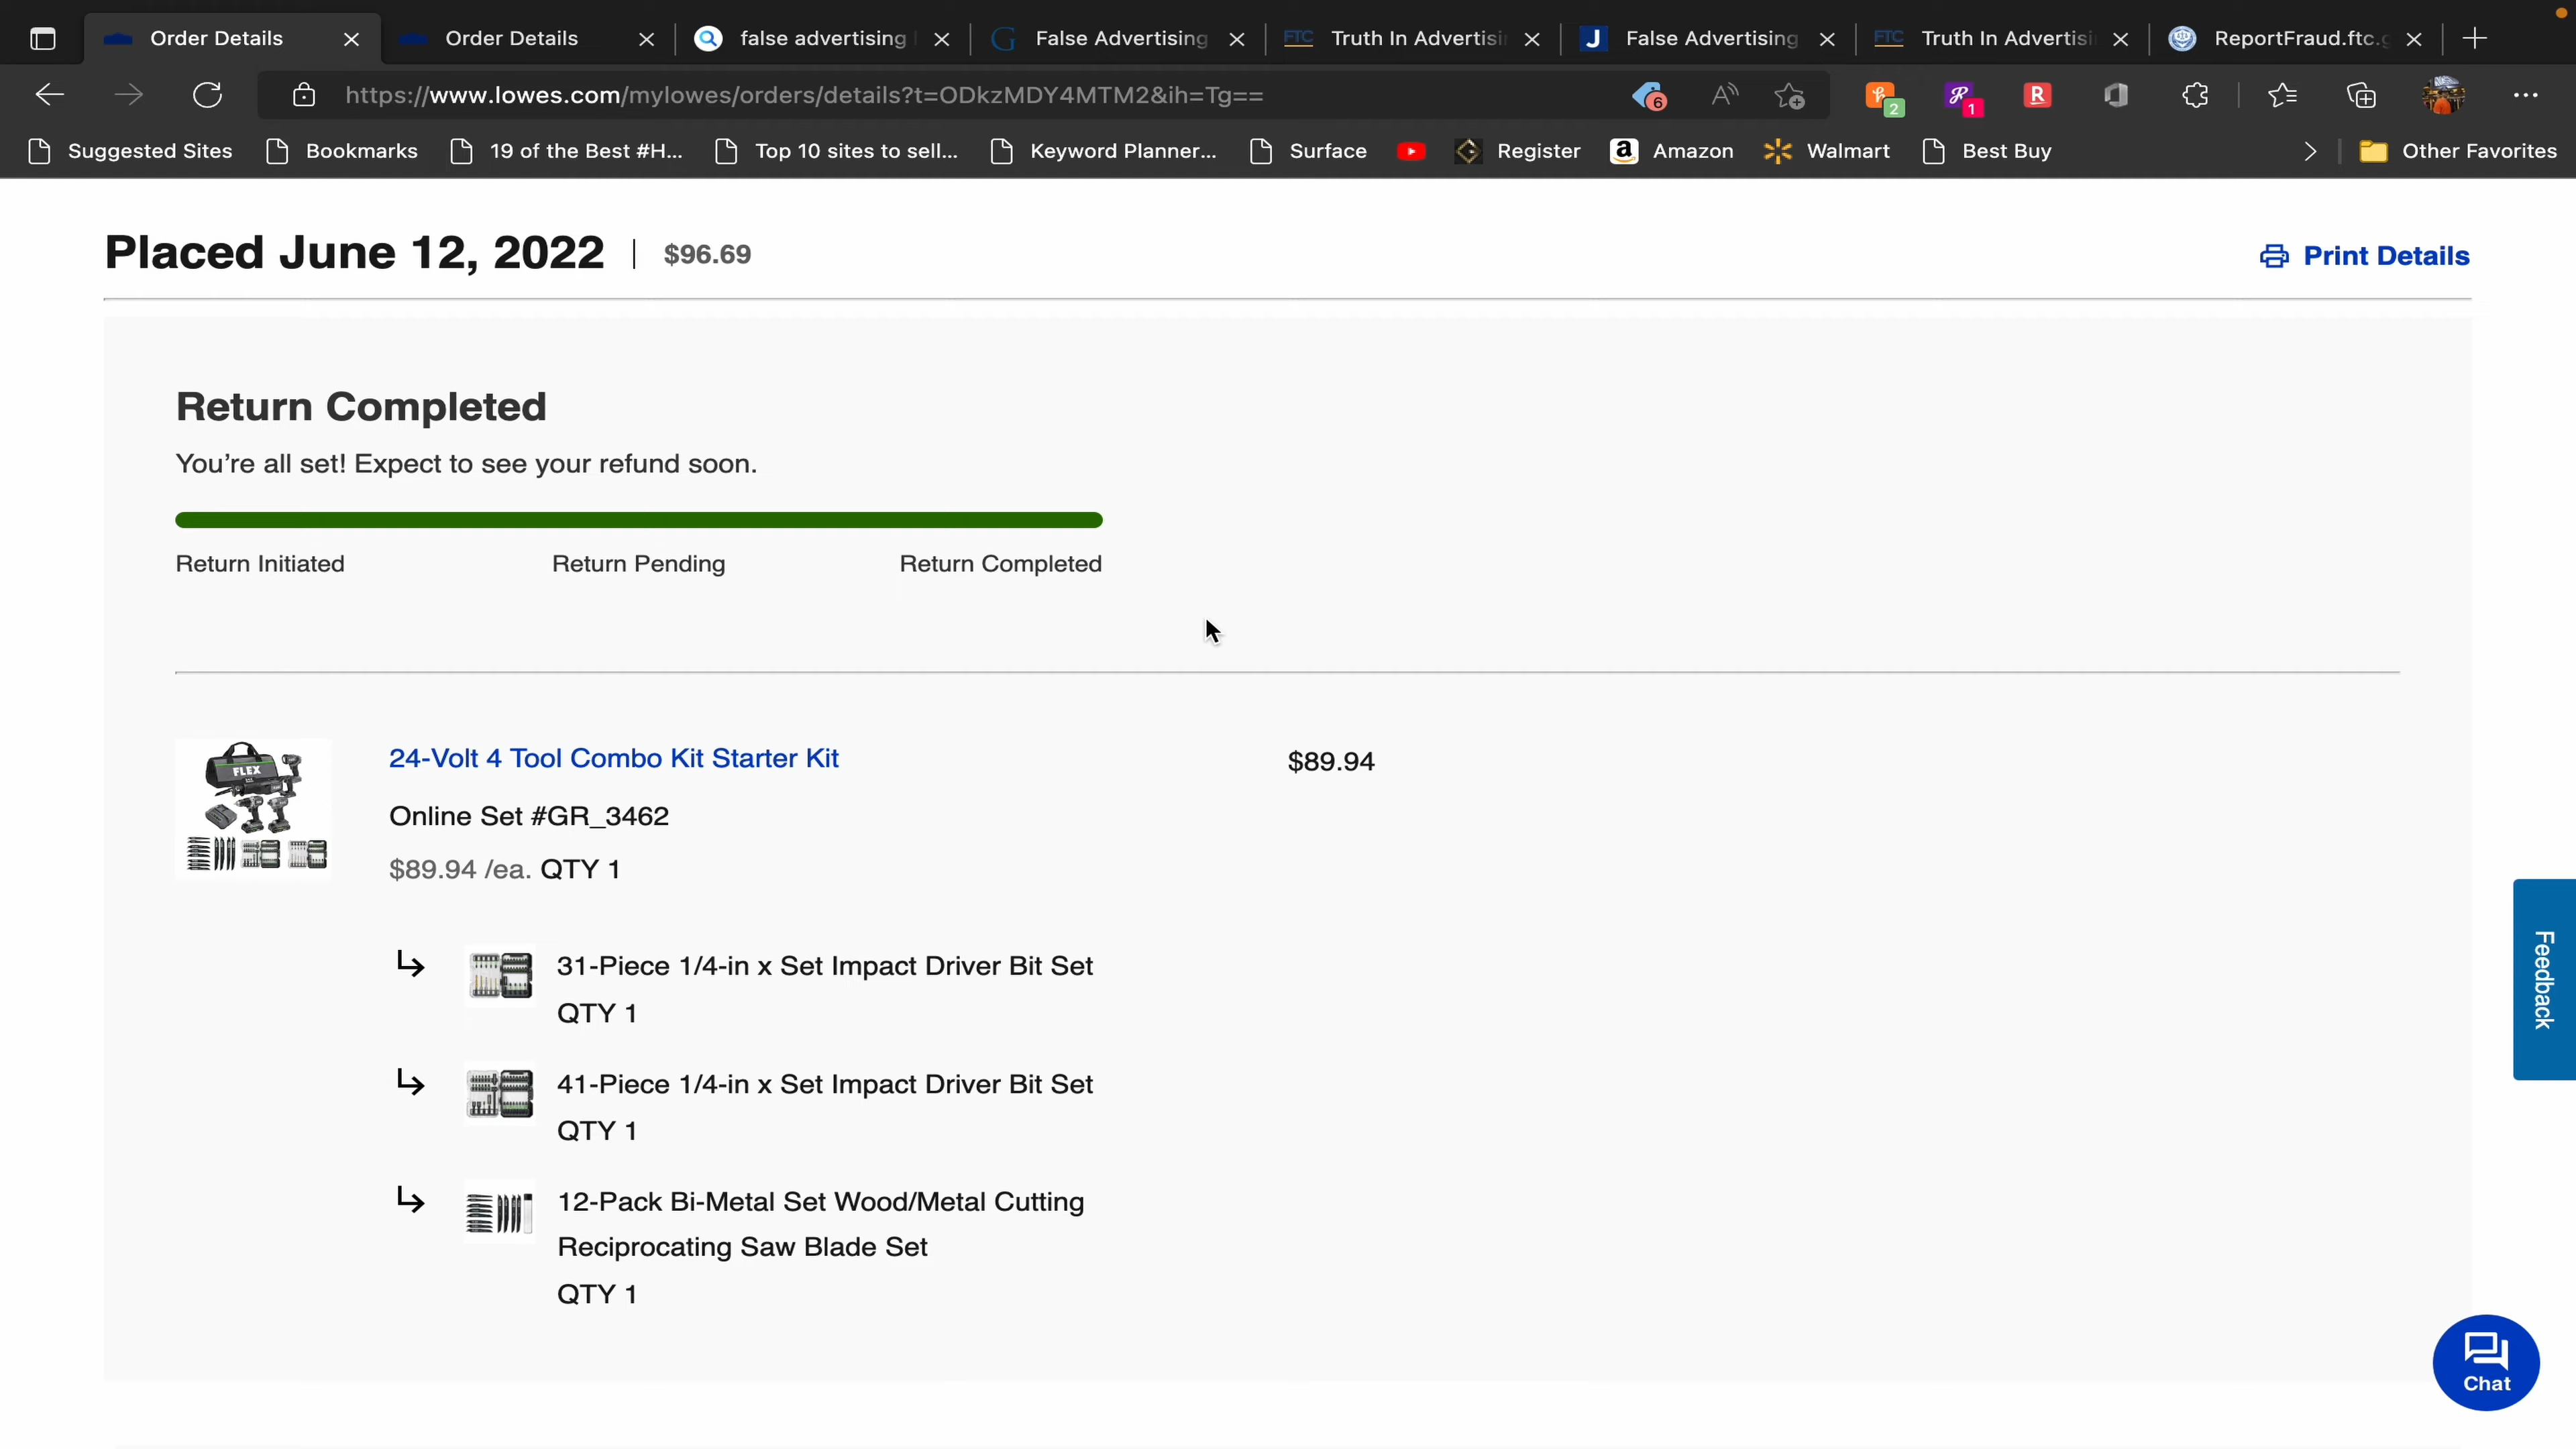 Order Details
Order Details
false advertising
False Advertising
Truth In Advertisi
False Advertising
Truth In Advertisi
ReportFraud.ftc.g
https://www.lowes.com/mylowes/orders/details?t=ODkzMDY4MTM2&ih=Tg==
6
2
1
Suggested Sites
Bookmarks
19 of the Best #H...
Top 10 sites to sell...
Keyword Planner...
Surface
Register
Amazon
Walmart
Best Buy
Other Favorites
Placed June 12, 2022 | $96.69
Print Details
Return Completed
You're all set! Expect to see your refund soon.
Return Initiated
Return Pending
Return Completed
FLEX
24-Volt 4 Tool Combo Kit Starter Kit
$89.94
Online Set #GR_3462
$89.94 /ea. QTY 1
31-Piece 1/4-in x Set Impact Driver Bit Set
QTY 1
41-Piece 1/4-in x Set Impact Driver Bit Set
QTY 1
12-Pack Bi-Metal Set Wood/Metal Cutting
Reciprocating Saw Blade Set
QTY 1
Feedback
Chat